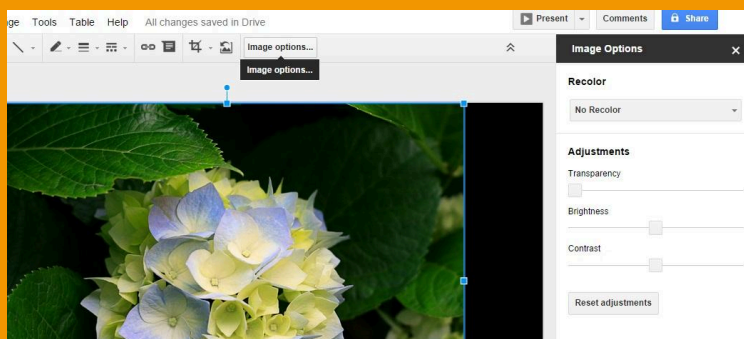 Tools Table Help All changes saved in Drive
Present Comments Share
Image options...
Image options...
Image Options
Recolor
No Recolor
Adjustments
Transparency
Brightness
Contrast
Reset adjustments